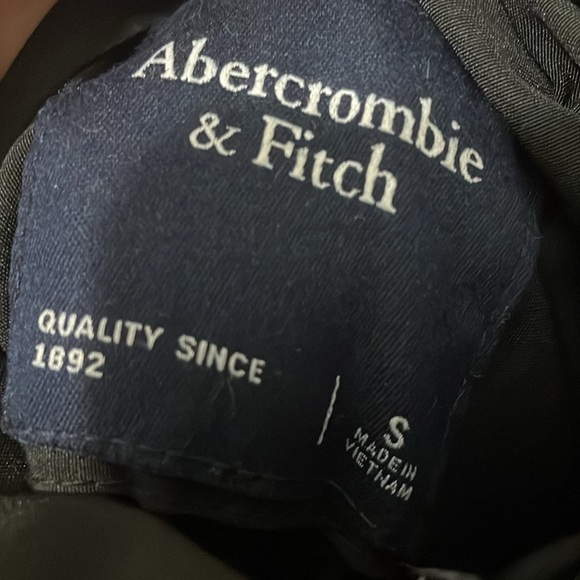 Abercrombie
& Fitch
QUALITY SINCE
1892
S
MADE IN
VIETNAM